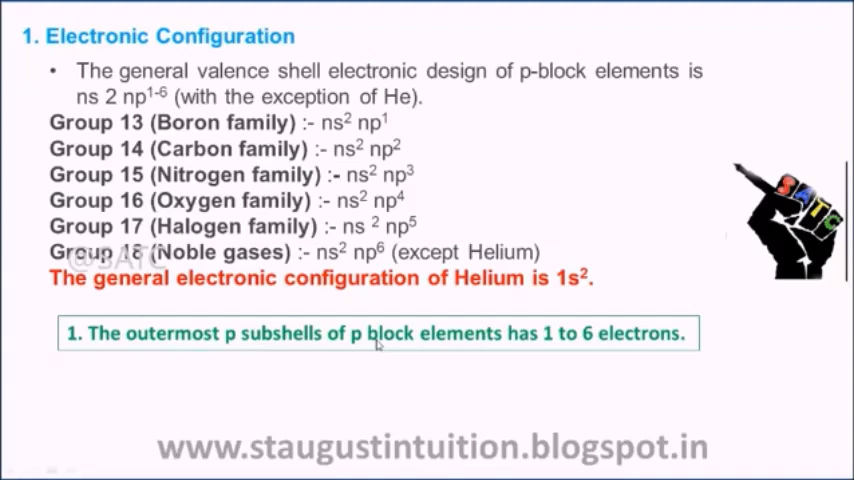 1. Electronic Configuration
• The general valence shell electronic design of p-block elements is
ns 2 np¹⁻⁶ (with the exception of He).
Group 13 (Boron family) :- ns² np¹
Group 14 (Carbon family) :- ns² np²
Group 15 (Nitrogen family) :- ns² np³
Group 16 (Oxygen family) :- ns² np⁴
Group 17 (Halogen family) :- ns ² np⁵
Group 18 (Noble gases) :- ns² np⁶ (except Helium)
@SATC
The general electronic configuration of Helium is 1s².
SATC
1. The outermost p subshells of p block elements has 1 to 6 electrons.
www.staugustintuition.blogspot.in